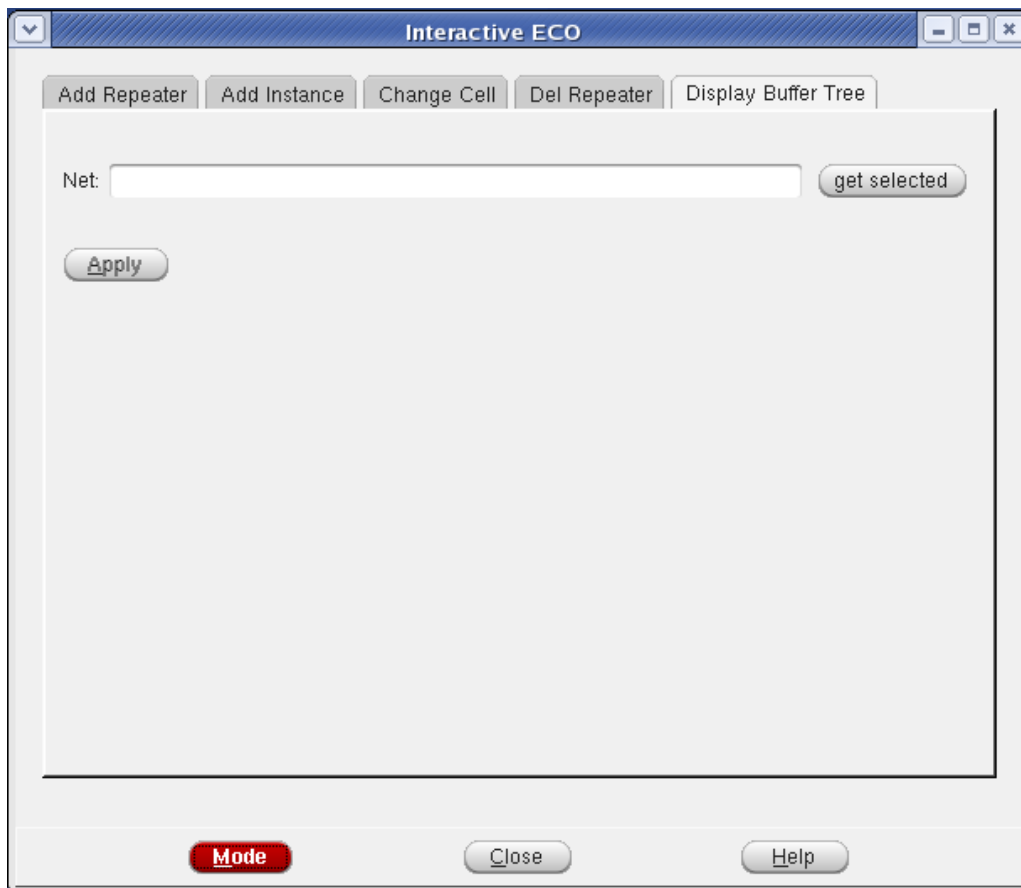 Interactive ECO
Add Repeater Add Instance Change Cell Del Repeater Display Buffer Tree
Net: get selected
Apply
Mode Close Help